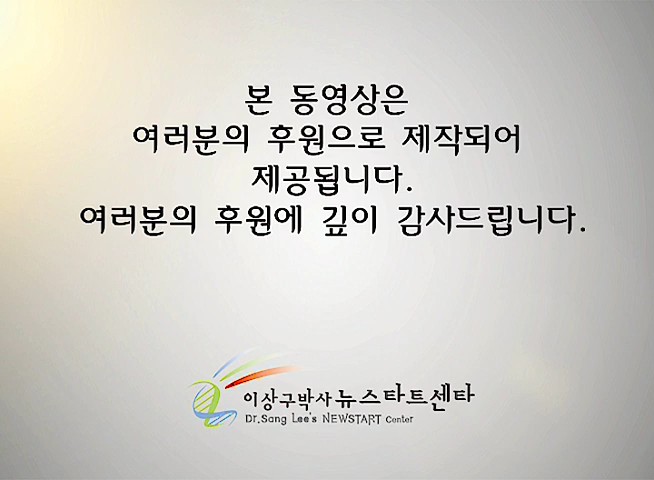 본 동영상은
여러분의 후원으로 제작되어
제공됩니다.
여러분의 후원에 깊이 감사드립니다.
이상구박사 뉴스타트센타
Dr.Sang Lee's NEWSTART Center